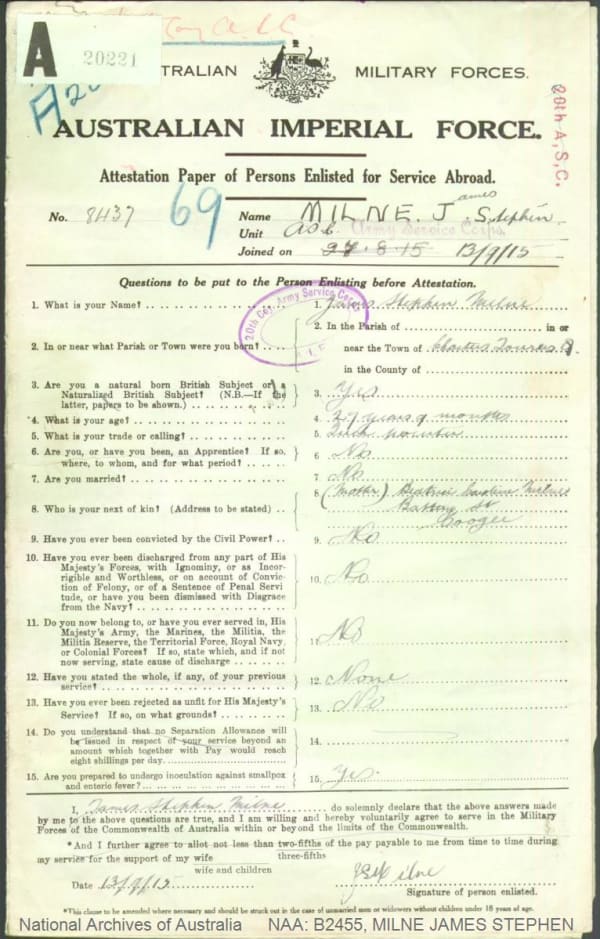 A 20221
AUSTRALIAN MILITARY FORCES.
20th A.S.C.
AUSTRALIAN IMPERIAL FORCE.
Attestation Paper of Persons Enlisted for Service Abroad.
No. 8437 69 Name MILNE. James Stephen
Unit ASC Army Service Corps.
Joined on 27-8-15 13/9/15
Questions to be put to the Person Enlisting before Attestation.
20th Coy. Army Service Corps A.I.F.
1. What is your Name? 1. James Stephen Milne
2. In or near what Parish or Town were you born? 2. In the Parish of in or
near the Town of Charters Towers Q.
in the County of
3. Are you a natural born British Subject or a
Naturalized British Subject? (N.B.—If the
latter, papers to be shown.) 3. Yes
4. What is your age? 4. 27 years 9 months
5. What is your trade or calling? 5.
6. Are you, or have you been, an Apprentice? If so,
where, to whom, and for what period? 6. No
7. Are you married? 7. No
8. Who is your next of kin? (Address to be stated) 8. (Mother) Beatrice Caroline Milne
Battery St
Coogee
9. Have you ever been convicted by the Civil Power? 9. No
10. Have you ever been discharged from any part of His
Majesty's Forces, with Ignominy, or as Incor-
rigible and Worthless, or on account of Convic-
tion of Felony, or of a Sentence of Penal Servi-
tude, or have you been dismissed with Disgrace
from the Navy? 10. No
11. Do you now belong to, or have you ever served in, His
Majesty's Army, the Marines, the Militia, the
Militia Reserve, the Territorial Force, Royal Navy,
or Colonial Forces? If so, state which, and if not
now serving, state cause of discharge 11. No
12. Have you stated the whole, if any, of your previous
service? 12. None
13. Have you ever been rejected as unfit for His Majesty's
Service? If so, on what grounds? 13. No
14. Do you understand that no Separation Allowance will
be issued in respect of your service beyond an
amount which together with Pay would reach
eight shillings per day. 14.
15. Are you prepared to undergo inoculation against smallpox
and enteric fever? 15. Yes.
I, James Stephen Milne do solemnly declare that the above answers made
by me to the above questions are true, and I am willing and hereby voluntarily agree to serve in the Military
Forces of the Commonwealth of Australia within or beyond the limits of the Commonwealth.
*And I further agree to allot not less than two-fifths of the pay payable to me from time to time during
three-fifths
my service for the support of my wife
wife and children
Date 13/9/15 JSMilne
Signature of person enlisted.
*This clause to be amended where necessary and should be struck out in the case of unmarried men or widowers without children under 18 years of age.
National Archives of Australia NAA: B2455, MILNE JAMES STEPHEN